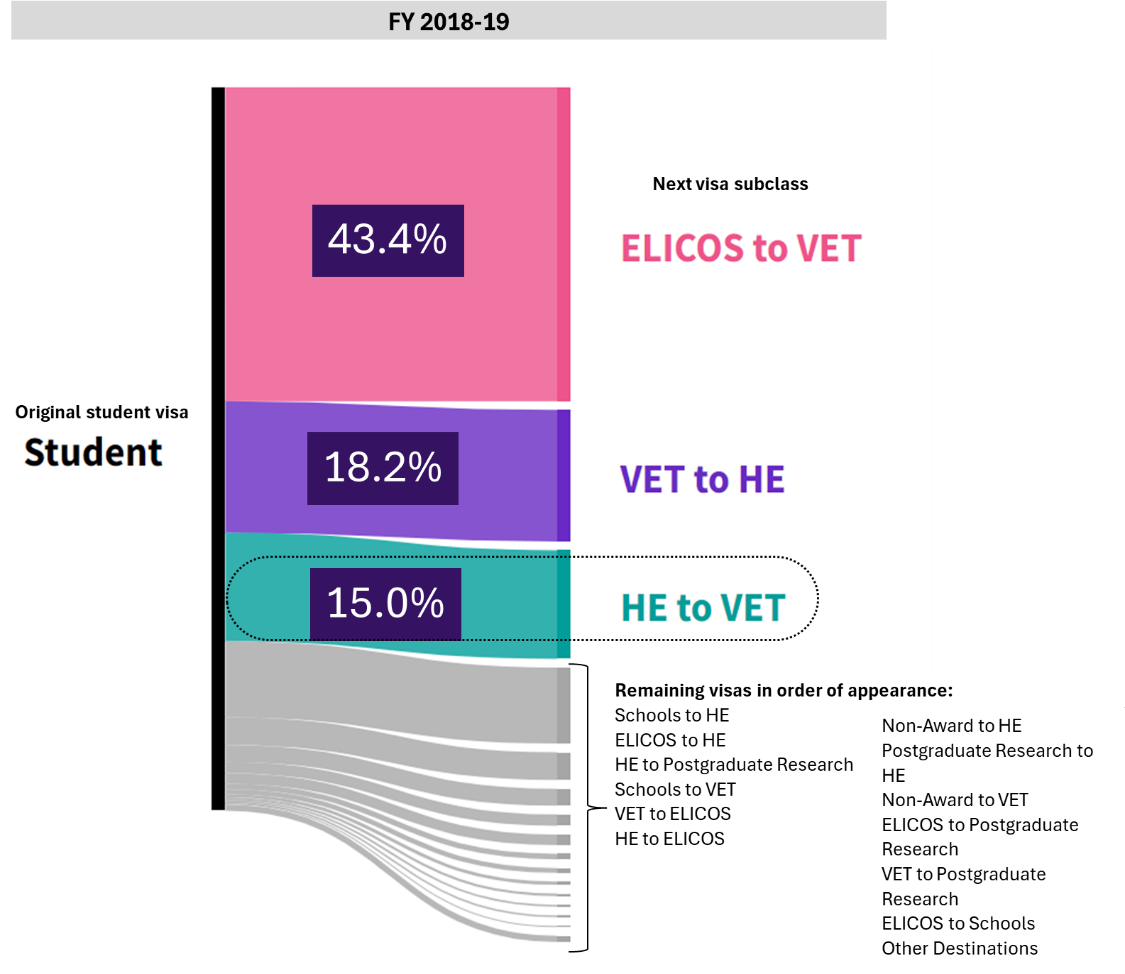 FY 2018-19
Next visa subclass
43.4%
ELICOS to VET
Original student visa
Student
18.2%
VET to HE
15.0%
HE to VET
Remaining visas in order of appearance:
Schools to HE
ELICOS to HE
HE to Postgraduate Research
Schools to VET
VET to ELICOS
HE to ELICOS
Non-Award to HE
Postgraduate Research to
HE
Non-Award to VET
ELICOS to Postgraduate
Research
VET to Postgraduate
Research
ELICOS to Schools
Other Destinations